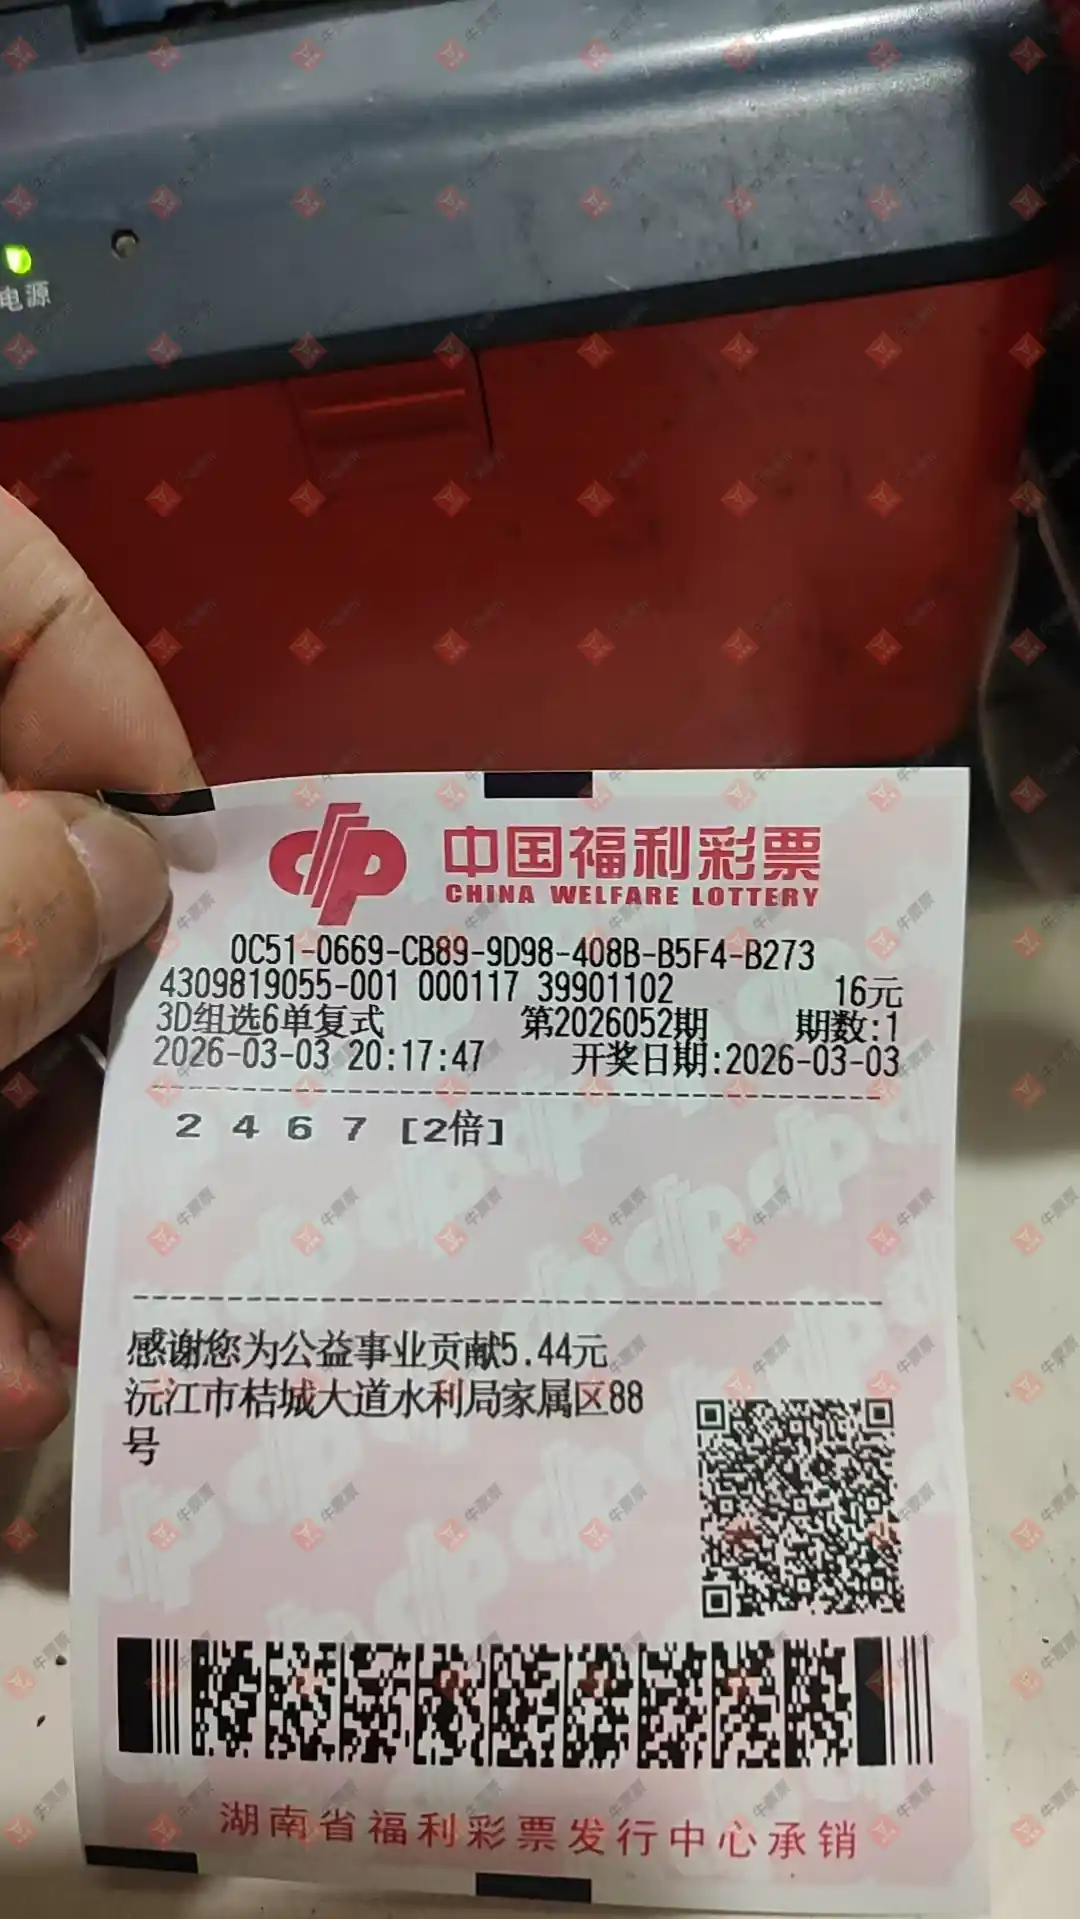 电源
中国福利彩票
CHINA WELFARE LOTTERY
0C51-0669-CB89-9D98-408B-B5F4-B273
4309819055-001 000117 39901102 16元
3D组选6单复式 第2026052期 期数:1
2026-03-03 20:17:47 开奖日期:2026-03-03
2 4 6 7 [2倍]
感谢您为公益事业贡献5.44元
沅江市桔城大道水利局家属区88
号
湖南省福利彩票发行中心承销
牛票票